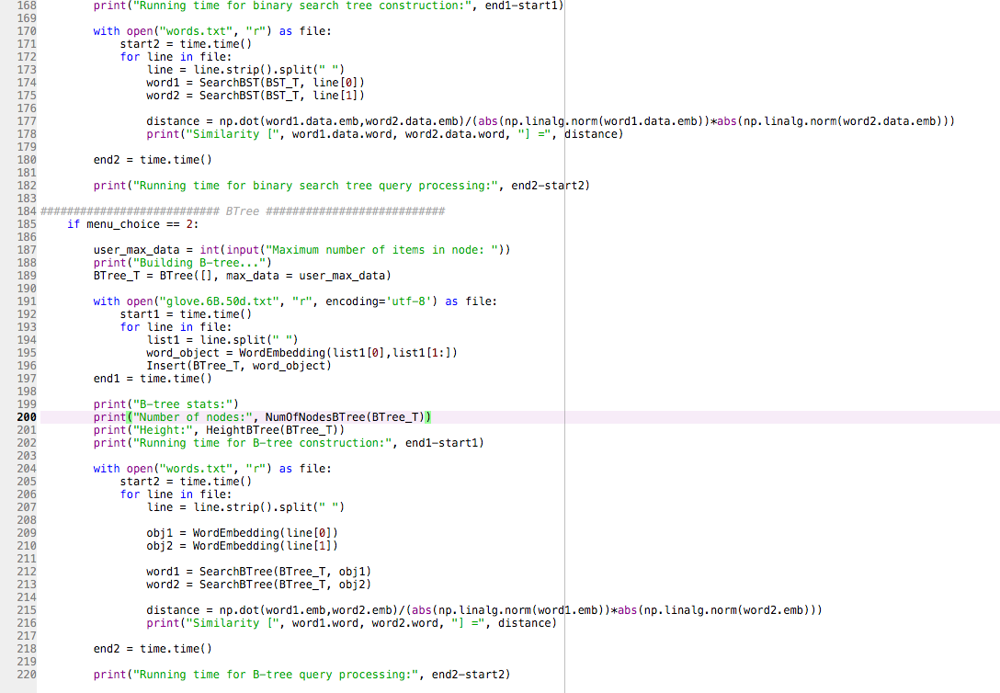 168 print("Running time for binary search tree construction:", end1-start1)
169
170 with open("words.txt", "r") as file:
171 start2 = time.time()
172 for line in file:
173 line = line.strip().split(" ")
174 word1 = SearchBST(BST_T, line[0])
175 word2 = SearchBST(BST_T, line[1])
176
177 distance = np.dot(word1.data.emb,word2.data.emb)/(abs(np.linalg.norm(word1.data.emb))*abs(np.linalg.norm(word2.data.emb)))
178 print("Similarity [", word1.data.word, word2.data.word, "] =", distance)
179
180 end2 = time.time()
181
182 print("Running time for binary search tree query processing:", end2-start2)
183
184 ########################### BTree ###########################
185 if menu_choice == 2:
186
187 user_max_data = int(input("Maximum number of items in node: "))
188 print("Building B-tree...")
189 BTree_T = BTree([], max_data = user_max_data)
190
191 with open("glove.6B.50d.txt", "r", encoding='utf-8') as file:
192 start1 = time.time()
193 for line in file:
194 list1 = line.split(" ")
195 word_object = WordEmbedding(list1[0],list1[1:])
196 Insert(BTree_T, word_object)
197 end1 = time.time()
198
199 print("B-tree stats:")
200 print("Number of nodes:", NumOfNodesBTree(BTree_T))
201 print("Height:", HeightBTree(BTree_T))
202 print("Running time for B-tree construction:", end1-start1)
203
204 with open("words.txt", "r") as file:
205 start2 = time.time()
206 for line in file:
207 line = line.strip().split(" ")
208
209 obj1 = WordEmbedding(line[0])
210 obj2 = WordEmbedding(line[1])
211
212 word1 = SearchBTree(BTree_T, obj1)
213 word2 = SearchBTree(BTree_T, obj2)
214
215 distance = np.dot(word1.emb,word2.emb)/(abs(np.linalg.norm(word1.emb))*abs(np.linalg.norm(word2.emb)))
216 print("Similarity [", word1.word, word2.word, "] =", distance)
217
218 end2 = time.time()
219
220 print("Running time for B-tree query processing:", end2-start2)